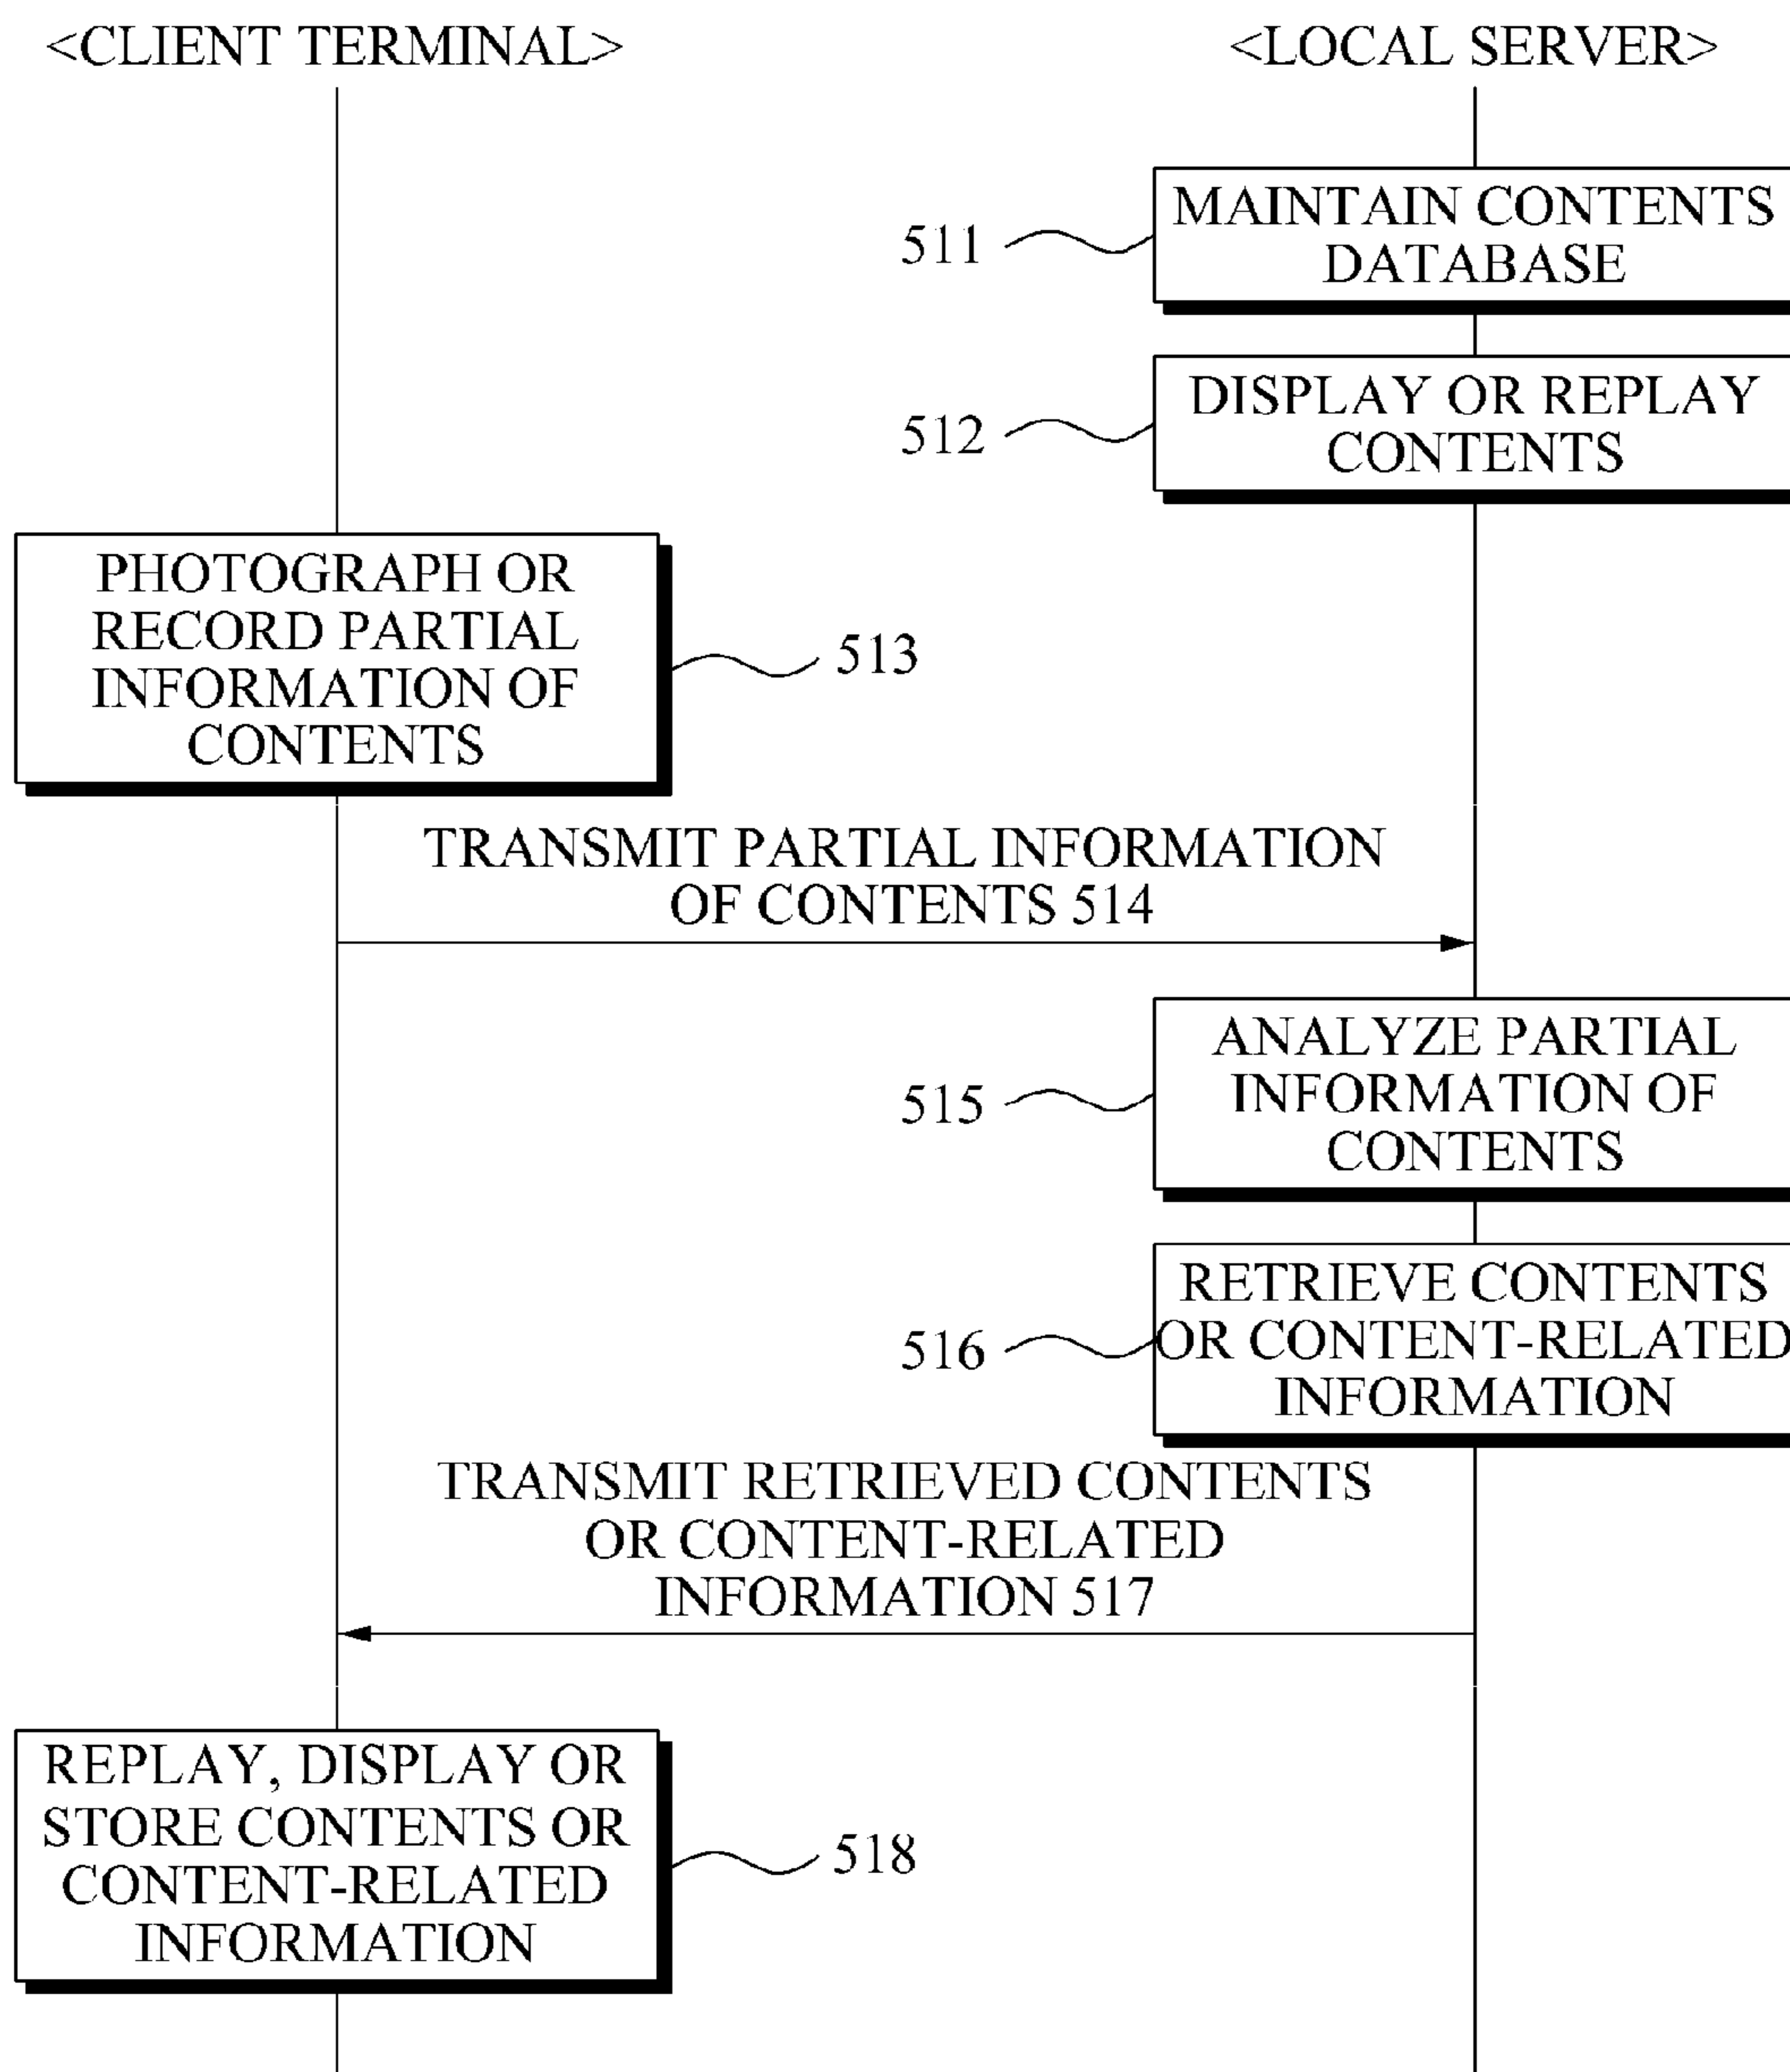 <CLIENT TERMINAL>
<LOCAL SERVER>
MAINTAIN CONTENTS
DATABASE
511
DISPLAY OR REPLAY
CONTENTS
512
PHOTOGRAPH OR
RECORD PARTIAL
INFORMATION OF
CONTENTS
513
TRANSMIT PARTIAL INFORMATION
OF CONTENTS 514
ANALYZE PARTIAL
INFORMATION OF
CONTENTS
515
RETRIEVE CONTENTS
OR CONTENT-RELATED
INFORMATION
516
TRANSMIT RETRIEVED CONTENTS
OR CONTENT-RELATED
INFORMATION 517
REPLAY, DISPLAY OR
STORE CONTENTS OR
CONTENT-RELATED
INFORMATION
518